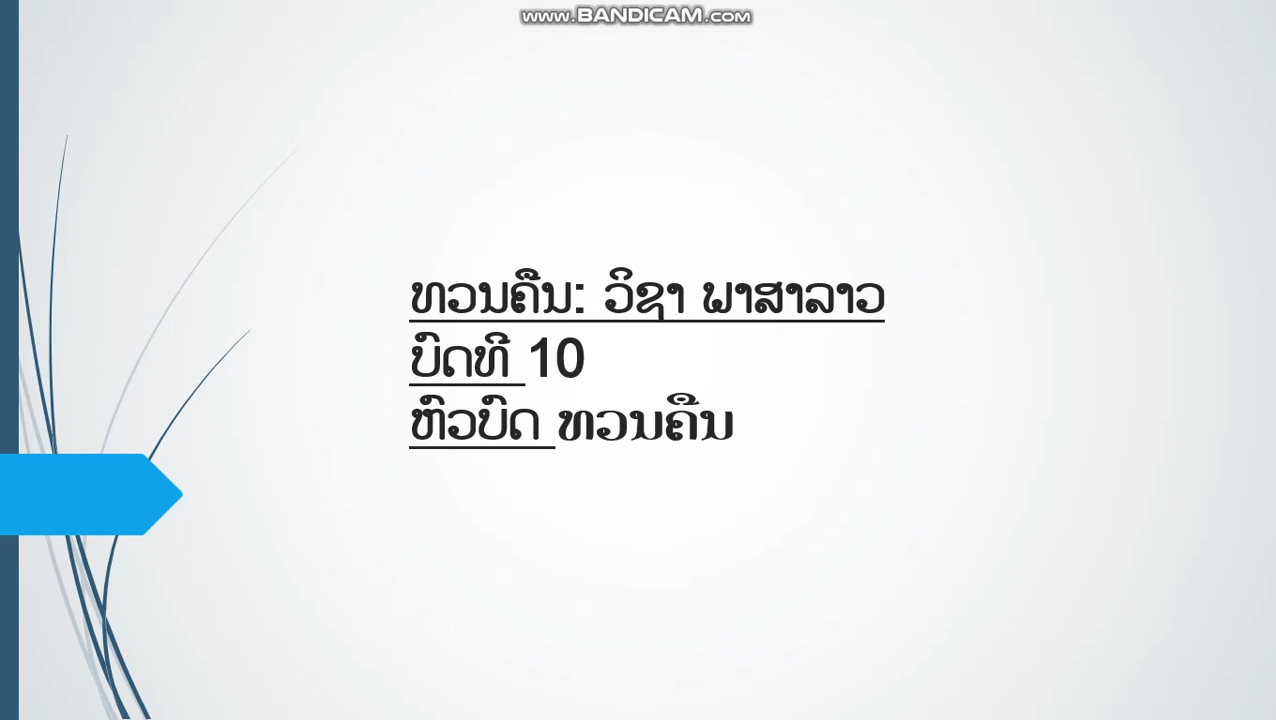 www.BANDICAM.com
ທວນຄືນ: ວິຊາ ພາສາລາວ
ບົດທີ 10
ຫົວບົດ ທວນຄືນ